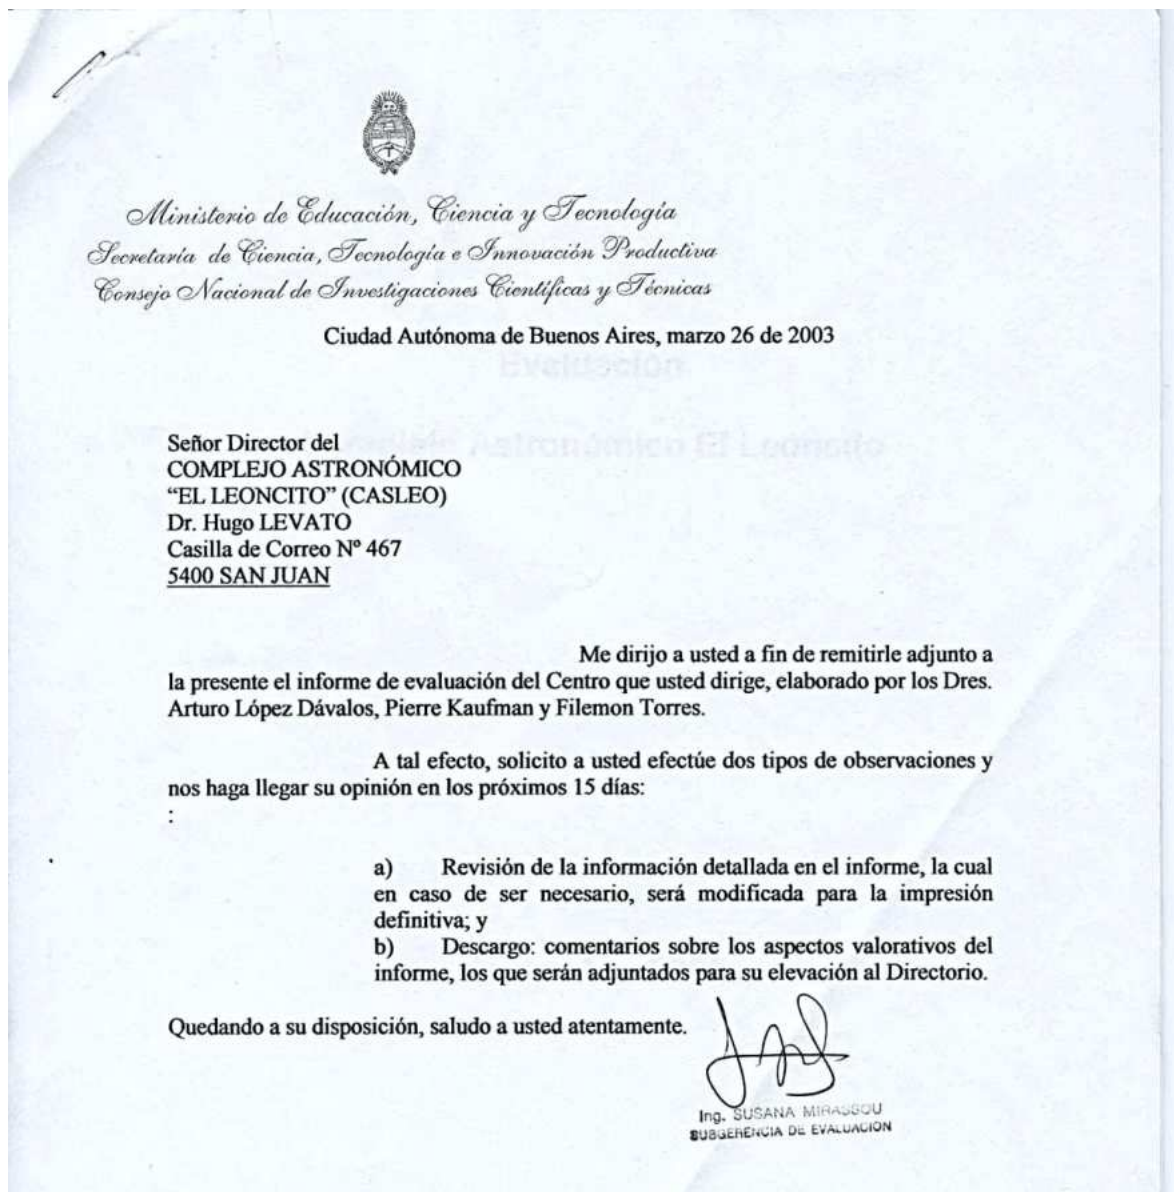 Ministerio de Educación, Ciencia y Tecnología
Secretaría de Ciencia, Tecnología e Innovación Productiva
Consejo Nacional de Investigaciones Científicas y Técnicas
Ciudad Autónoma de Buenos Aires, marzo 26 de 2003
Evaluación
Astronómico El Leoncito
Señor Director del
COMPLEJO ASTRONÓMICO
“EL LEONCITO” (CASLEO)
Dr. Hugo LEVATO
Casilla de Correo Nº 467
5400 SAN JUAN
Me dirijo a usted a fin de remitirle adjunto a
la presente el informe de evaluación del Centro que usted dirige, elaborado por los Dres.
Arturo López Dávalos, Pierre Kaufman y Filemon Torres.
A tal efecto, solicito a usted efectúe dos tipos de observaciones y
nos haga llegar su opinión en los próximos 15 días:
:
a) Revisión de la información detallada en el informe, la cual
en caso de ser necesario, será modificada para la impresión
definitiva; y
b) Descargo: comentarios sobre los aspectos valorativos del
informe, los que serán adjuntados para su elevación al Directorio.
Quedando a su disposición, saludo a usted atentamente.
Ing. SUSANA MIRASSOU
SUBGERENCIA DE EVALUACION